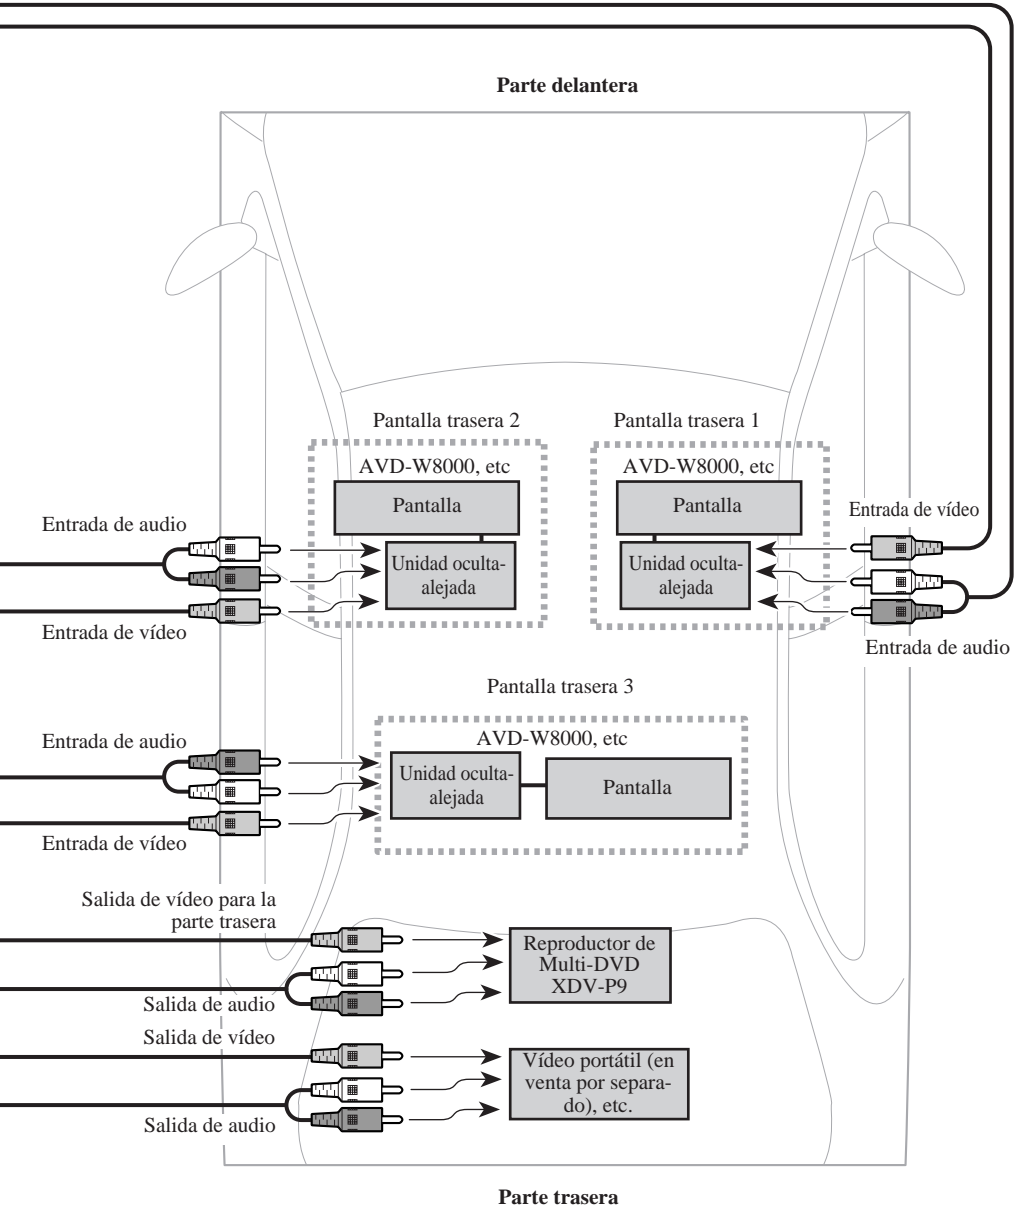 Parte delantera
Pantalla trasera 2
Pantalla trasera 1
AVD-W8000, etc
AVD-W8000, etc
Pantalla
Pantalla
Entrada de vídeo
Entrada de audio
Unidad oculta-
alejada
Unidad oculta-
alejada
Entrada de vídeo
Entrada de audio
Pantalla trasera 3
Entrada de audio
AVD-W8000, etc
Unidad oculta-
alejada
Pantalla
Entrada de vídeo
Salida de vídeo para la
parte trasera
Reproductor de
Multi-DVD
XDV-P9
Salida de audio
Salida de vídeo
Vídeo portátil (en
venta por separa-
do), etc.
Salida de audio
Parte trasera